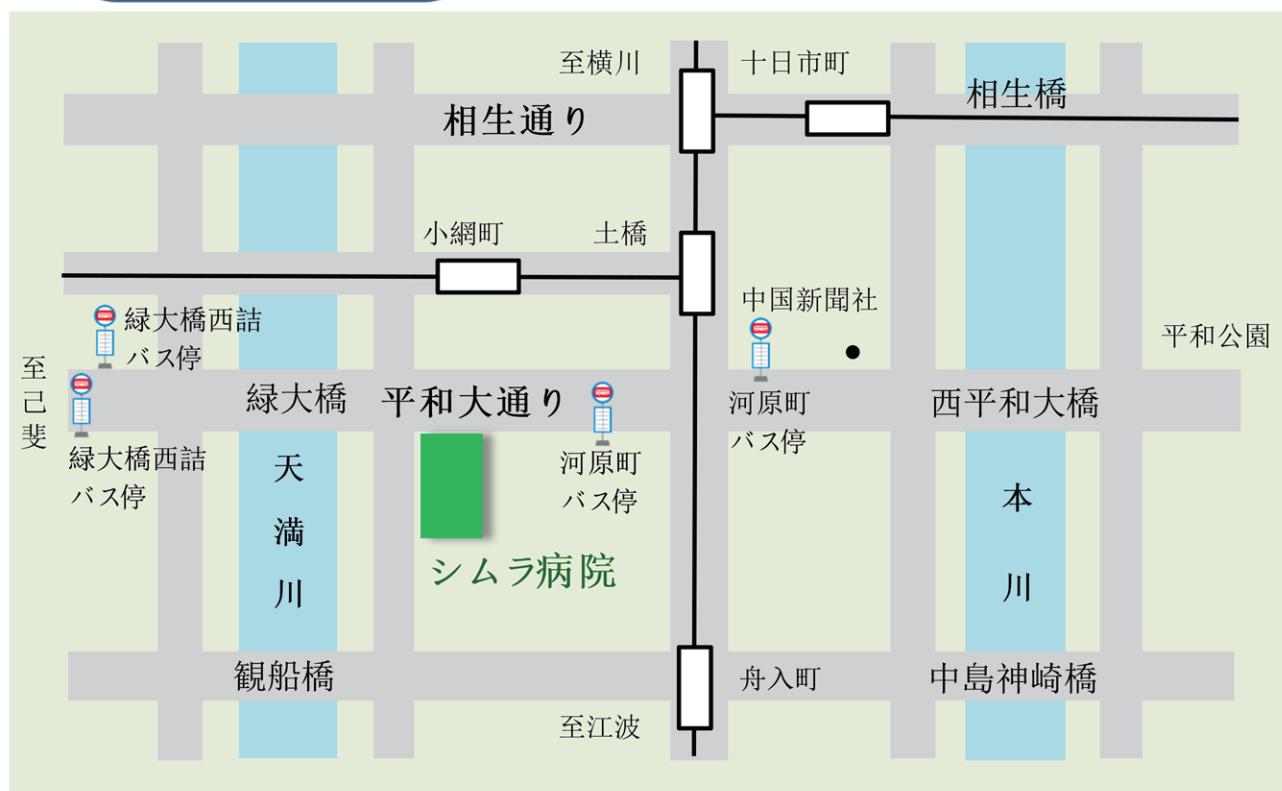 至横川
十日市町
相生橋
相生通り
小網町
土橋
中国新聞社
緑大橋西詰
バス停
平和公園
至己斐
緑大橋
平和大通り
河原町
バス停
西平和大橋
緑大橋西詰
バス停
河原町
バス停
天満川
本川
シムラ病院
観船橋
舟入町
中島神崎橋
至江波